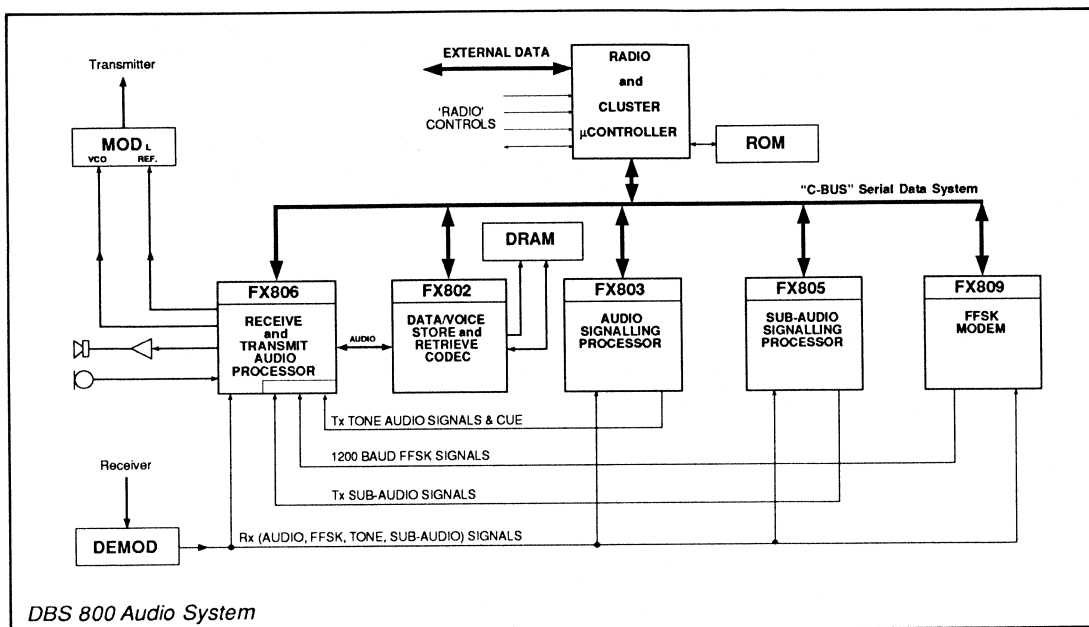 EXTERNAL DATA
RADIO
and
CLUSTER
µCONTROLLER
Transmitter
'RADIO'
CONTROLS
MOD L
VCO REF.
ROM
"C-BUS" Serial Data System
DRAM
FX806
RECEIVE
and
TRANSMIT
AUDIO
PROCESSOR
AUDIO
FX802
DATA/VOICE
STORE and
RETRIEVE
CODEC
FX803
AUDIO
SIGNALLING
PROCESSOR
FX805
SUB-AUDIO
SIGNALLING
PROCESSOR
FX809
FFSK
MODEM
Tx TONE AUDIO SIGNALS & CUE
1200 BAUD FFSK SIGNALS
Receiver
Tx SUB-AUDIO SIGNALS
DEMOD
Rx (AUDIO, FFSK, TONE, SUB-AUDIO) SIGNALS
DBS 800 Audio System